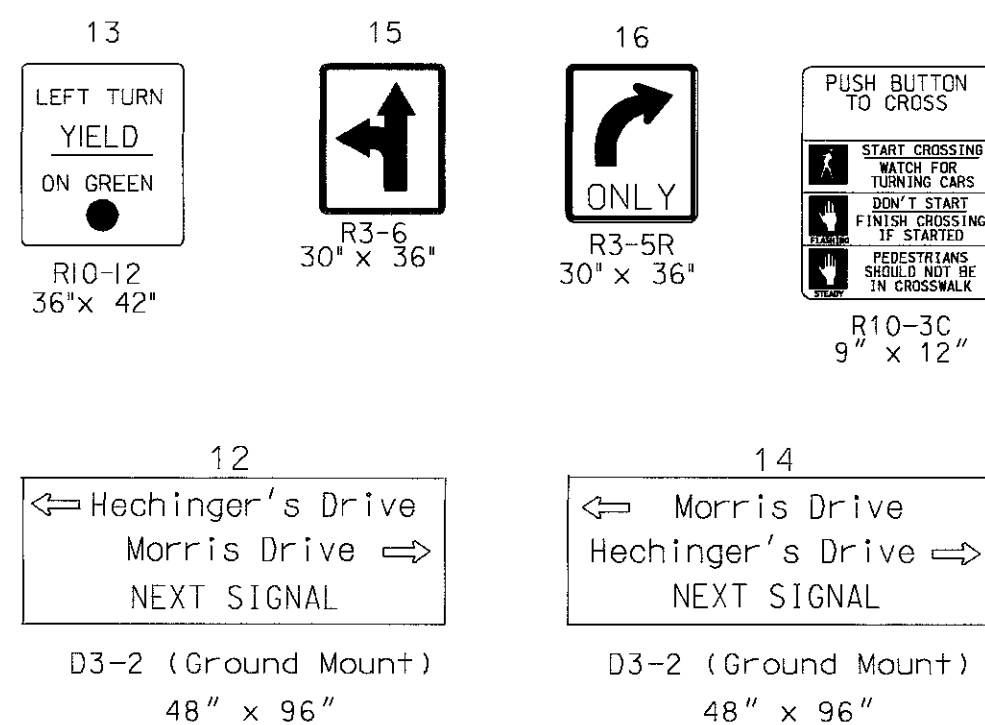 13
LEFT TURN
YIELD
ON GREEN
R10-12
36" x 42"
15
R3-6
30" x 36"
16
ONLY
R3-5R
30" x 36"
PUSH BUTTON
TO CROSS
START CROSSING
WATCH FOR
TURNING CARS
DON'T START
FINISH CROSSING
IF STARTED
FLASHING
PEDESTRIANS
SHOULD NOT BE
IN CROSSWALK
STEADY
R10-3C
9" x 12"
12
Hechinger's Drive
Morris Drive
NEXT SIGNAL
D3-2 (Ground Mount)
48" x 96"
14
Morris Drive
Hechinger's Drive
NEXT SIGNAL
D3-2 (Ground Mount)
48" x 96"